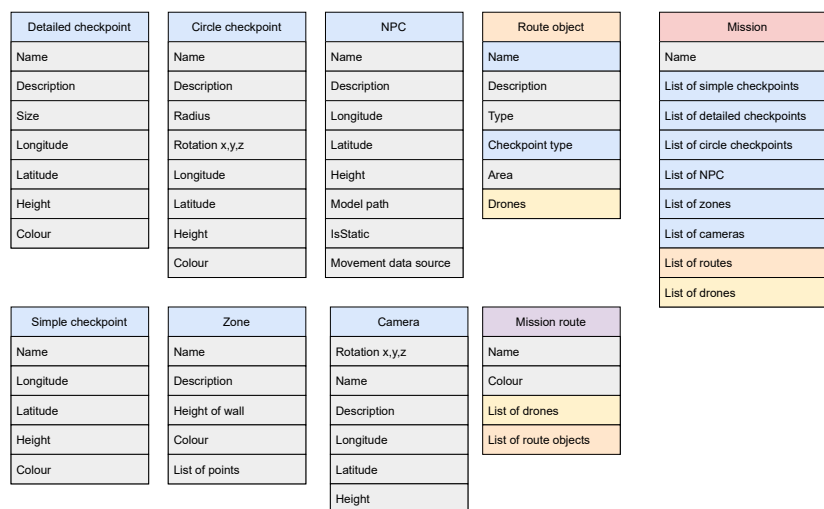 Detailed checkpoint
Name
Description
Size
Longitude
Latitude
Height
Colour
Circle checkpoint
Name
Description
Radius
Rotation x,y,z
Longitude
Latitude
Height
Colour
NPC
Name
Description
Longitude
Latitude
Height
Model path
IsStatic
Movement data source
Route object
Name
Description
Type
Checkpoint type
Area
Drones
Mission
Name
List of simple checkpoints
List of detailed checkpoints
List of circle checkpoints
List of NPC
List of zones
List of cameras
List of routes
List of drones
Simple checkpoint
Name
Longitude
Latitude
Height
Colour
Zone
Name
Description
Height of wall
Colour
List of points
Camera
Rotation x,y,z
Name
Description
Longitude
Latitude
Height
Mission route
Name
Colour
List of drones
List of route objects